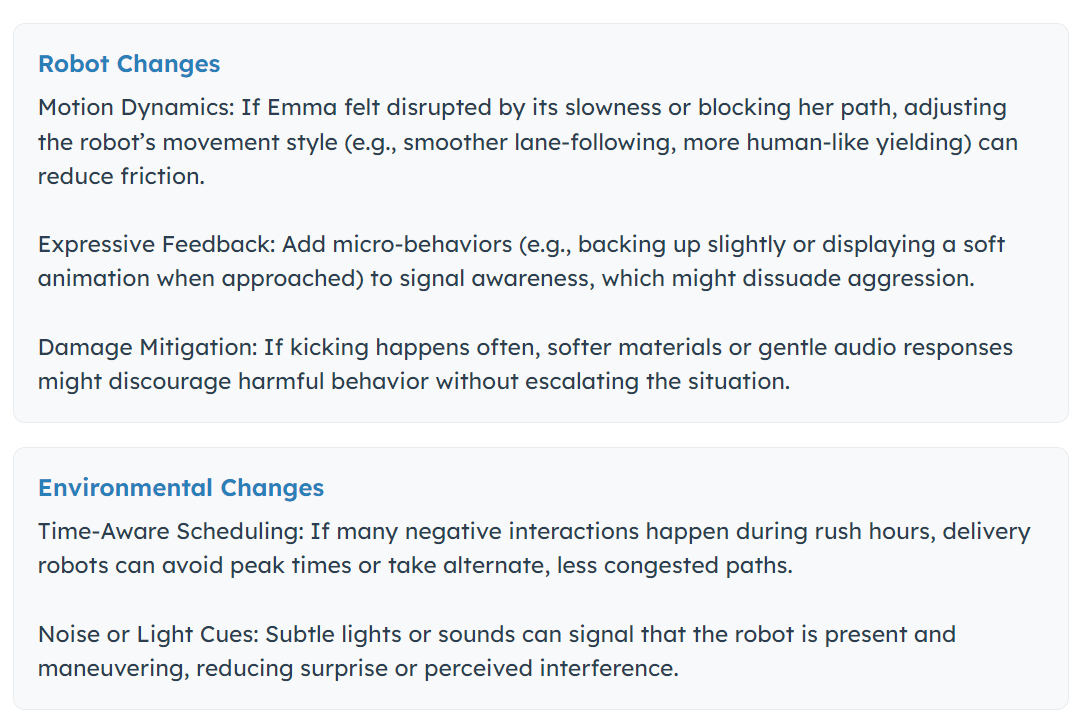 Robot Changes
Motion Dynamics: If Emma felt disrupted by its slowness or blocking her path, adjusting
the robot’s movement style (e.g., smoother lane-following, more human-like yielding) can
reduce friction.
Expressive Feedback: Add micro-behaviors (e.g., backing up slightly or displaying a soft
animation when approached) to signal awareness, which might dissuade aggression.
Damage Mitigation: If kicking happens often, softer materials or gentle audio responses
might discourage harmful behavior without escalating the situation.
Environmental Changes
Time-Aware Scheduling: If many negative interactions happen during rush hours, delivery
robots can avoid peak times or take alternate, less congested paths.
Noise or Light Cues: Subtle lights or sounds can signal that the robot is present and
maneuvering, reducing surprise or perceived interference.